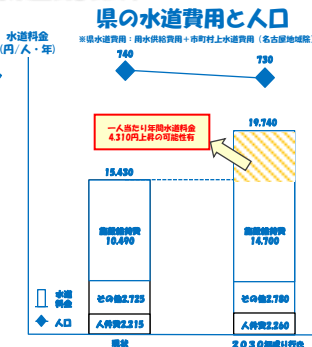 県の水道費用と人口
※県水道費用：用水供給費用＋市町村上水道費用（名古屋地域除）
水道料金
(円/人・年)
740
730
一人当たり年間水道料金
4,310円上昇の可能性有
19,740
15,430
施設維持費
10,490
施設維持費
14,700
その他2,725
その他2,780
人件費2,215
人件費2,260
水道
料金
人口
現状